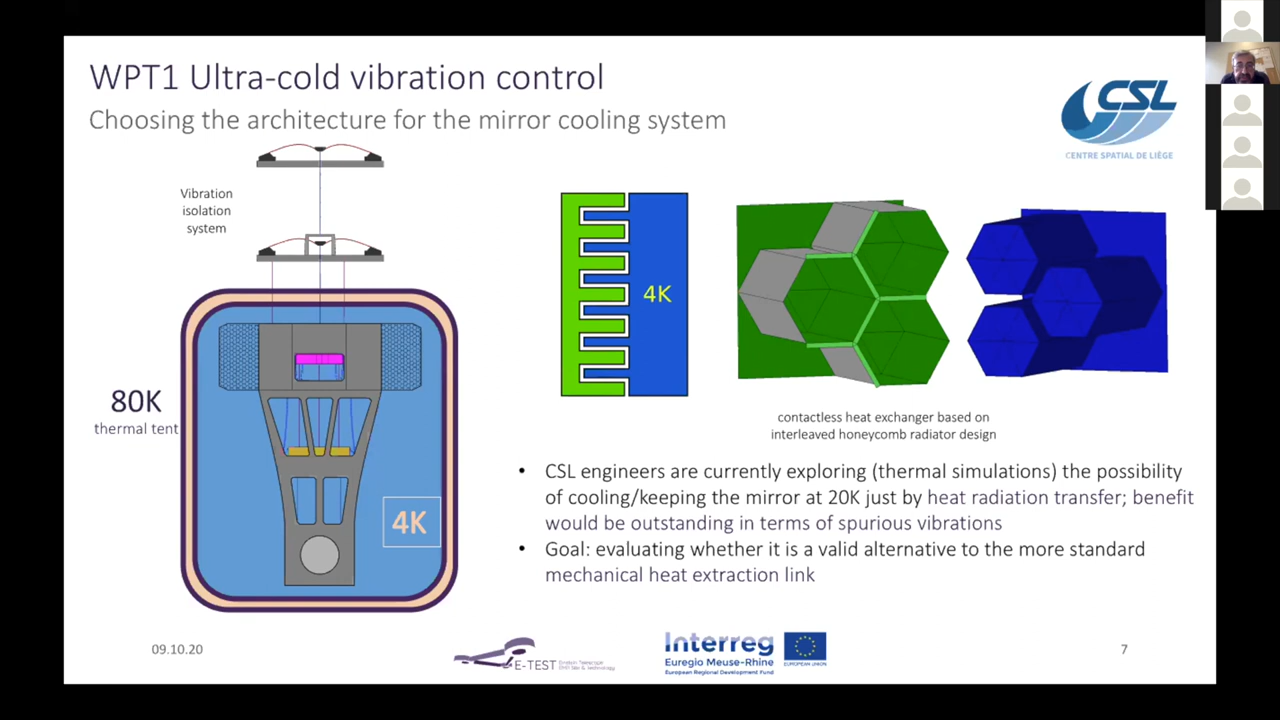 WPT1 Ultra-cold vibration control
Choosing the architecture for the mirror cooling system
CSL
CENTRE SPATIAL DE LIÈGE
Vibration
isolation
system
80K
thermal tent
4K
4K
contactless heat exchanger based on
interleaved honeycomb radiator design
• CSL engineers are currently exploring (thermal simulations) the possibility
of cooling/keeping the mirror at 20K just by heat radiation transfer; benefit
would be outstanding in terms of spurious vibrations
• Goal: evaluating whether it is a valid alternative to the more standard
mechanical heat extraction link
09.10.20
E-TEST
Einstein Telescope
EMR Site & Technology
Interreg
Euregio Meuse-Rhine
European Regional Development Fund
EUROPEAN UNION
7